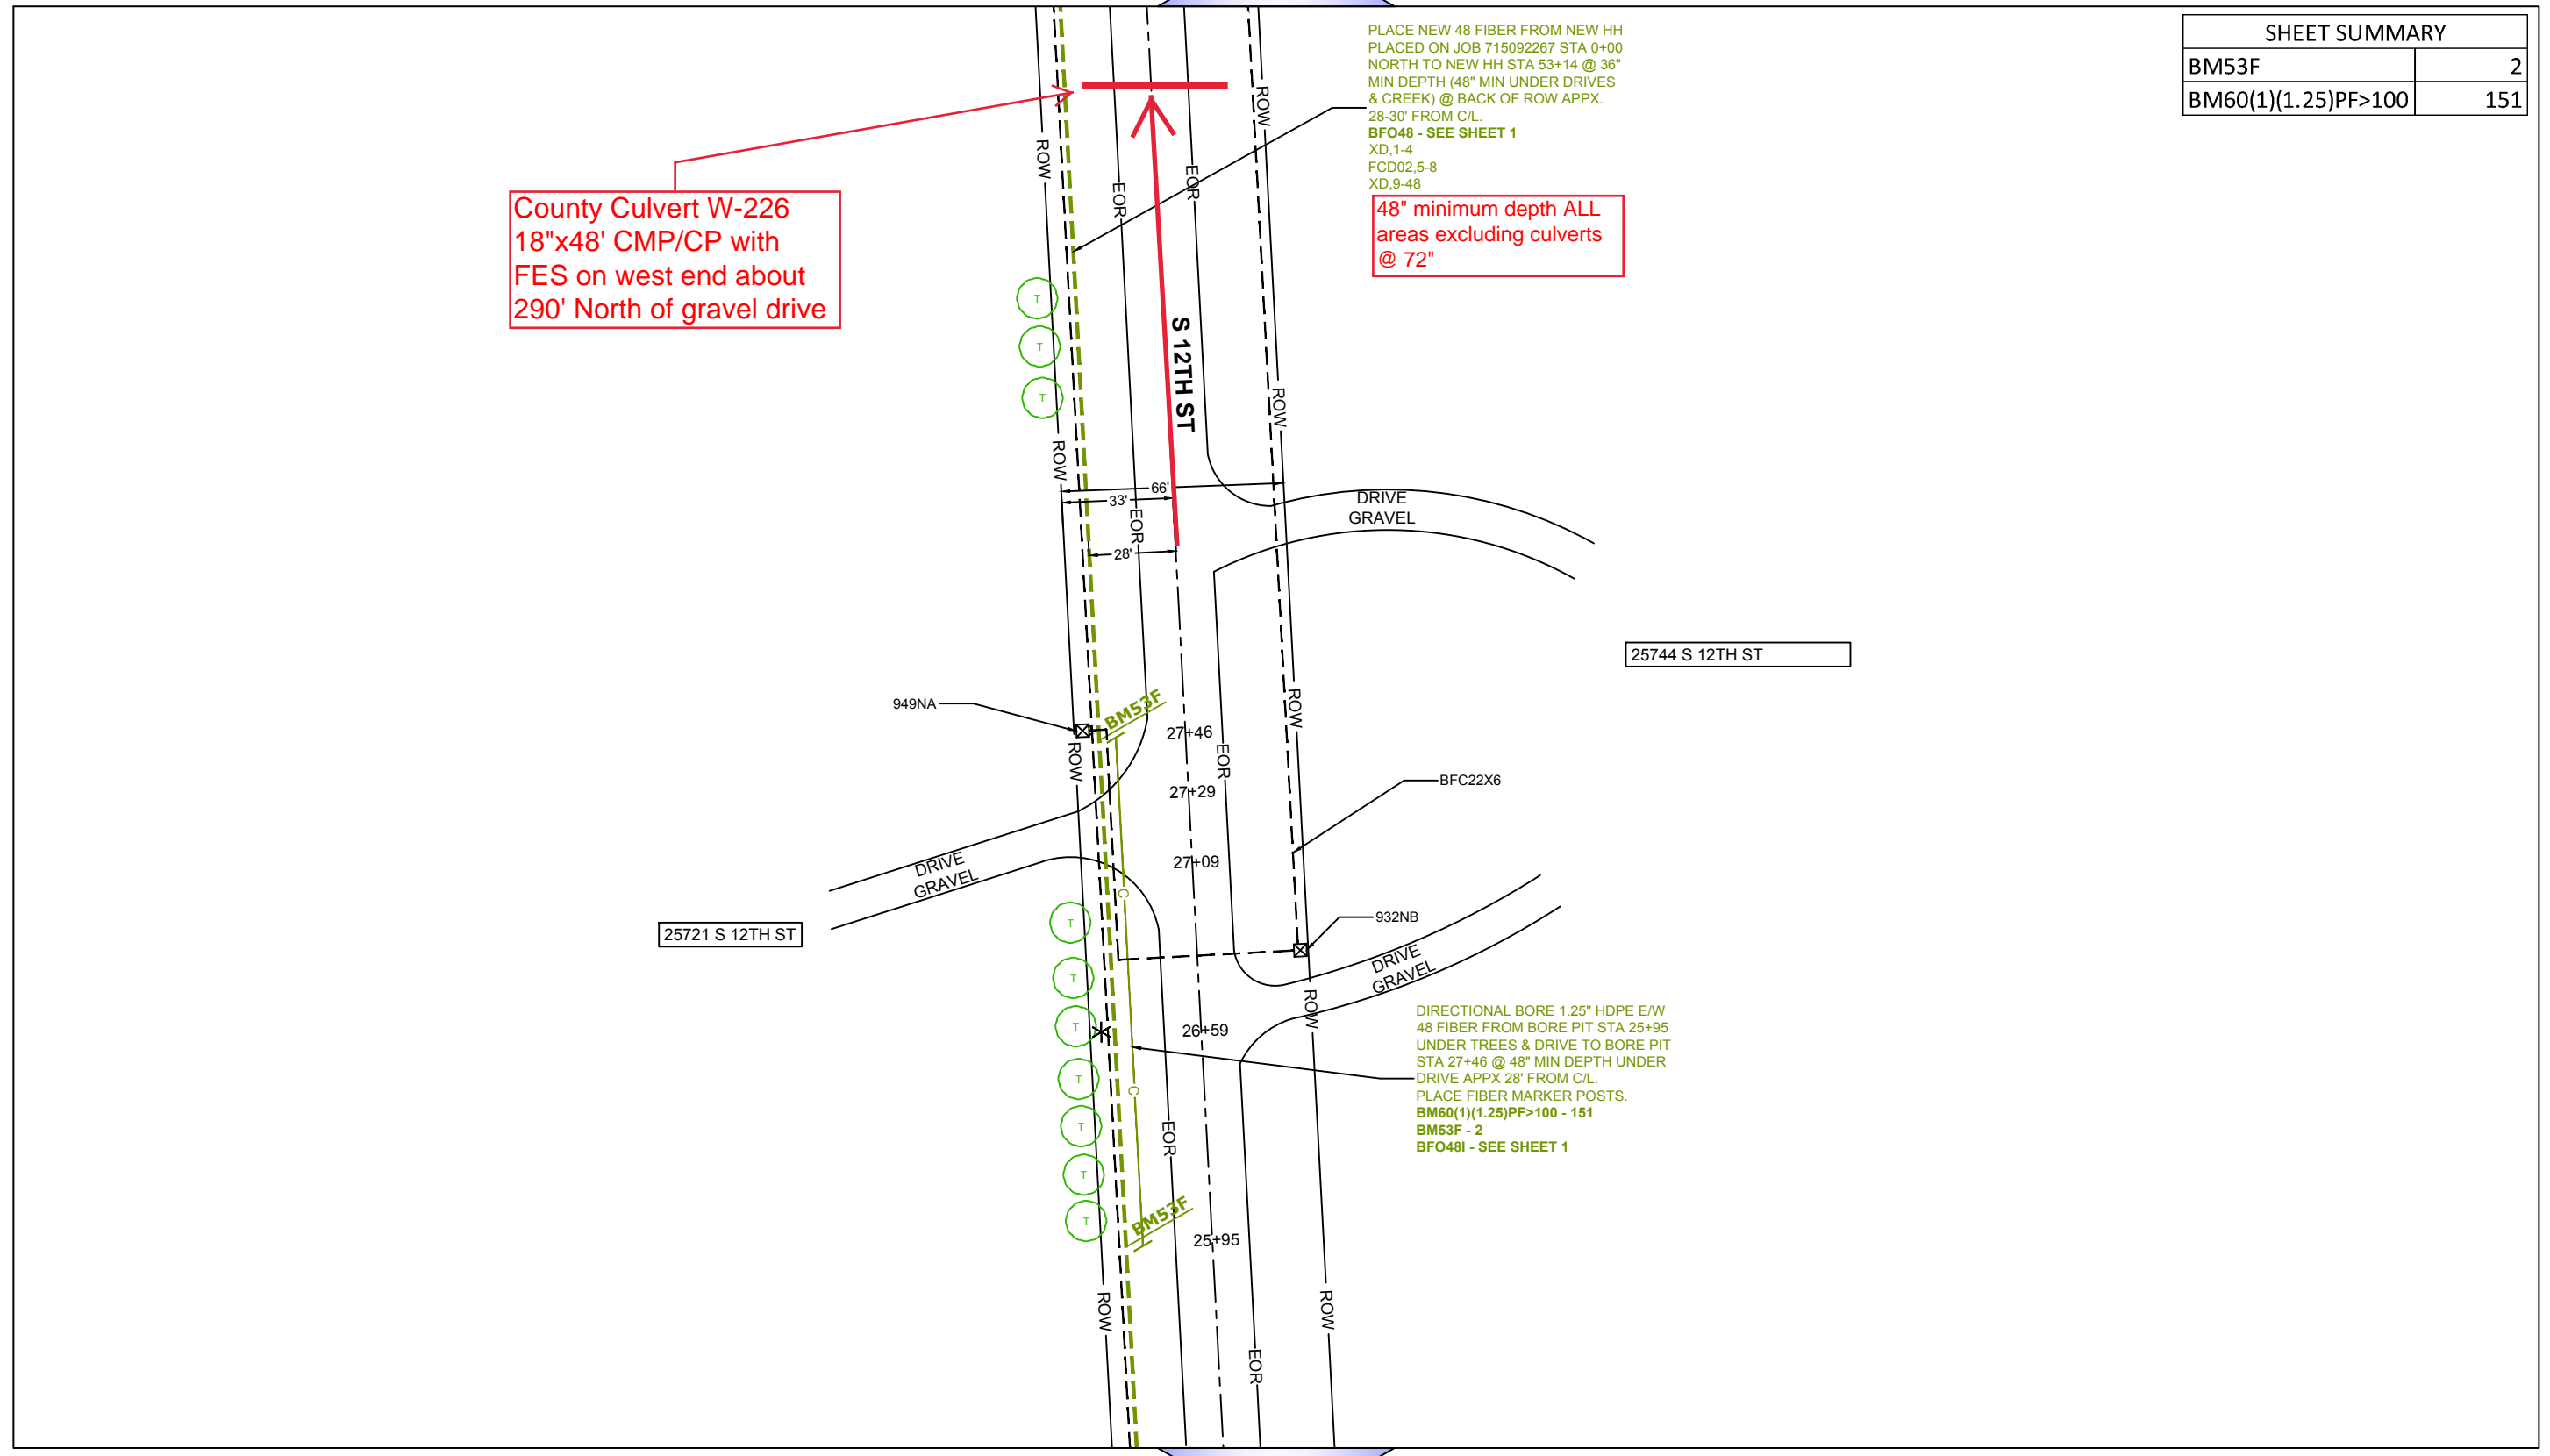 SHEET SUMMARY
BM53F 2
BM60(1)(1.25)PF>100 151
PLACE NEW 48 FIBER FROM NEW HH
PLACED ON JOB 715092267 STA 0+00
NORTH TO NEW HH STA 53+14 @ 36"
MIN DEPTH (48" MIN UNDER DRIVES
& CREEK) @ BACK OF ROW APPX.
28-30' FROM C/L.
BFO48 - SEE SHEET 1
XD,1-4
FCD02,5-8
XD,9-48
48" minimum depth ALL
areas excluding culverts
@ 72"
County Culvert W-226
18"x48' CMP/CP with
FES on west end about
290' North of gravel drive
ROW
ROW
EOR
EOR
T
T
T
S 12TH ST
ROW
ROW
66'
33'
EOR
28'
DRIVE
GRAVEL
25744 S 12TH ST
949NA
BM53F
27+46
ROW
ROW
EOR
27+29
BFC22X6
27+09
DRIVE
GRAVEL
C
25721 S 12TH ST
932NB
DRIVE
GRAVEL
T
T
T
T
T
T
T
ROW
26+59
C
DIRECTIONAL BORE 1.25" HDPE E/W
48 FIBER FROM BORE PIT STA 25+95
UNDER TREES & DRIVE TO BORE PIT
STA 27+46 @ 48" MIN DEPTH UNDER
DRIVE APPX 28' FROM C/L.
PLACE FIBER MARKER POSTS.
BM60(1)(1.25)PF>100 - 151
BM53F - 2
BFO48I - SEE SHEET 1
EOR
BM53F
25+95
ROW
ROW
EOR